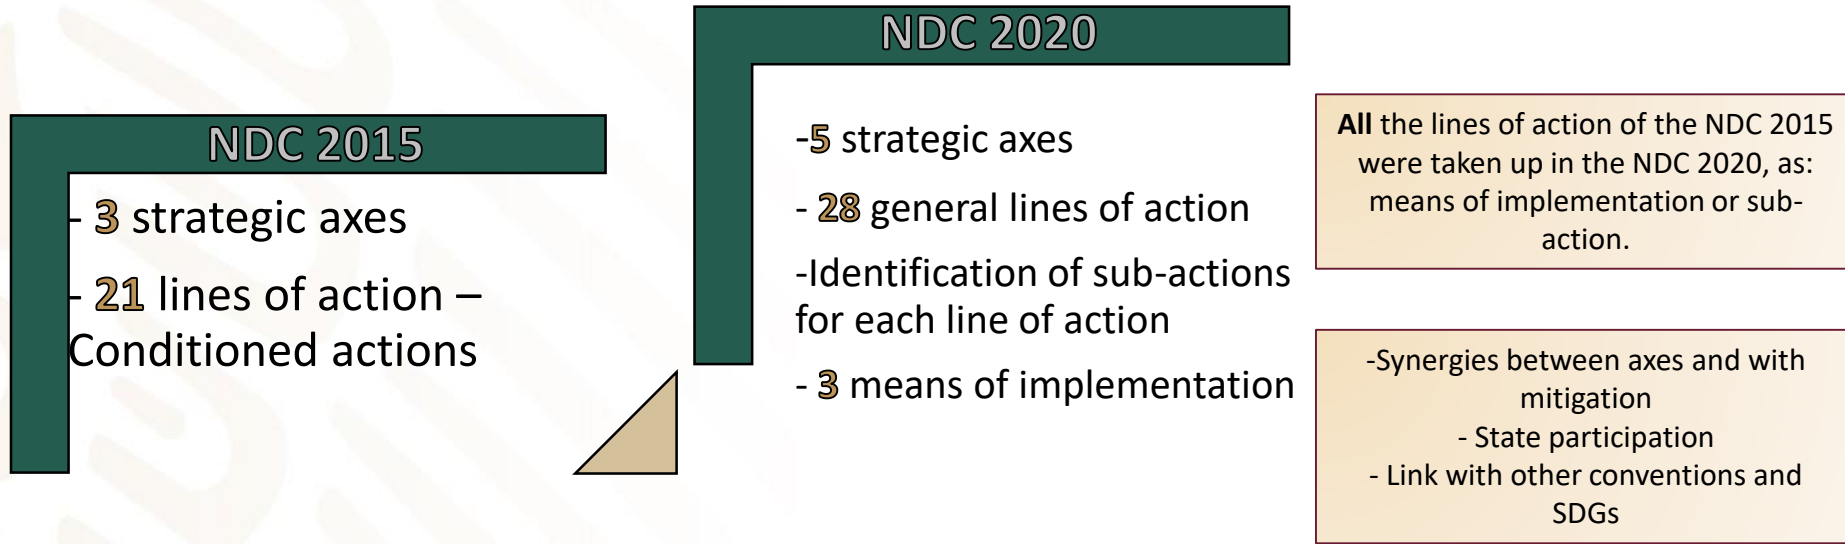 NDC 2015
- 3 strategic axes
- 21 lines of action –
Conditioned actions
NDC 2020
-5 strategic axes
- 28 general lines of action
-Identification of sub-actions
for each line of action
- 3 means of implementation
All the lines of action of the NDC 2015
were taken up in the NDC 2020, as:
means of implementation or sub-
action.
-Synergies between axes and with
mitigation
- State participation
- Link with other conventions and
SDGs